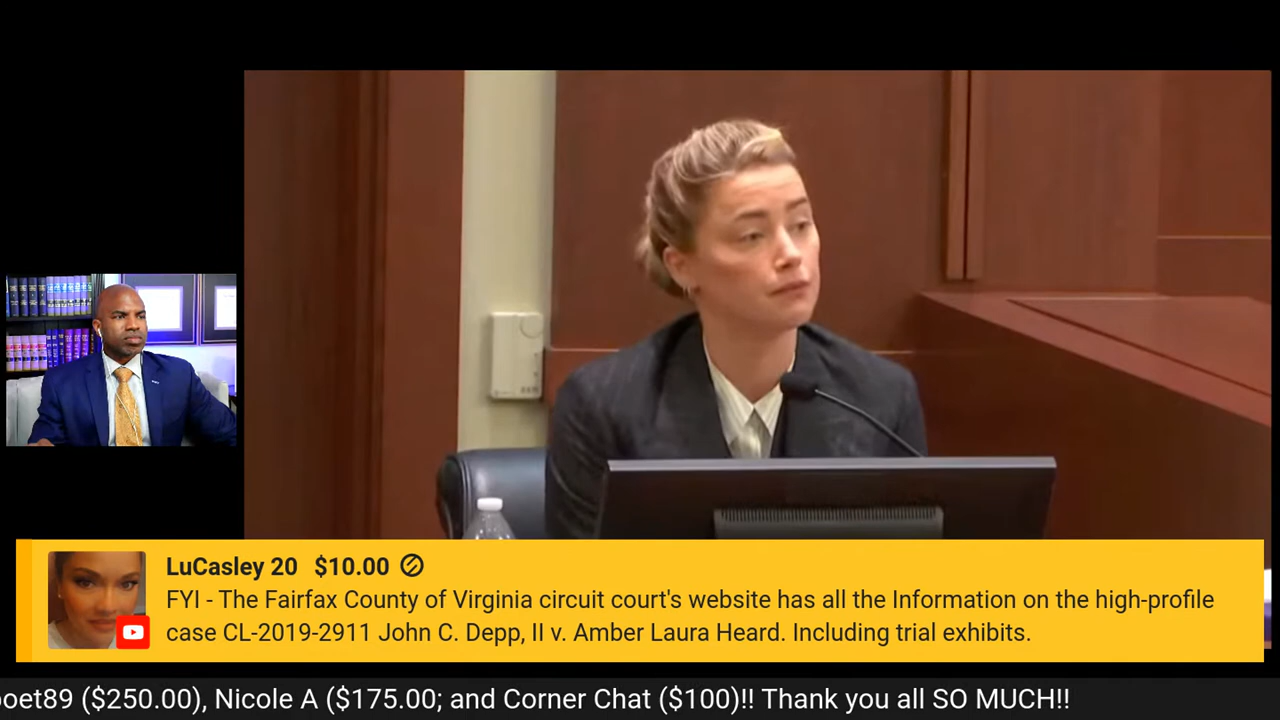 LuCasley 20 $10.00
FYI - The Fairfax County of Virginia circuit court's website has all the Information on the high-profile
case CL-2019-2911 John C. Depp, II v. Amber Laura Heard. Including trial exhibits.
poet89 ($250.00), Nicole A ($175.00; and Corner Chat ($100)!! Thank you all SO MUCH!!